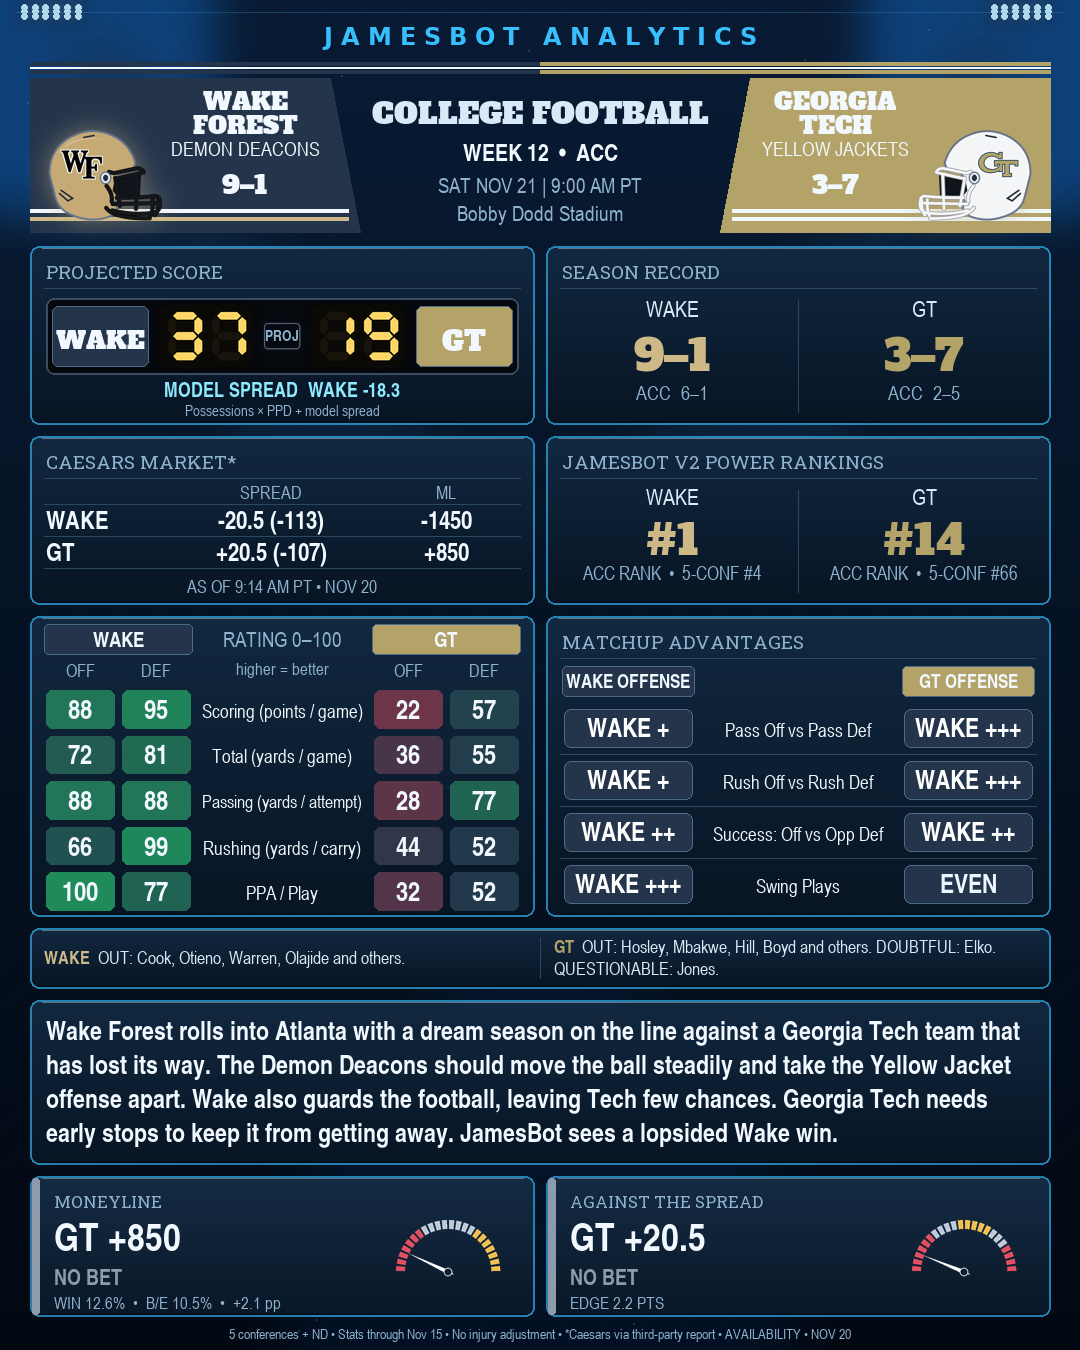 JAMESBOT ANALYTICS
WAKE
FOREST
DEMON DEACONS
9–1
WF
COLLEGE FOOTBALL
WEEK 12 • ACC
SAT NOV 21 | 9:00 AM PT
Bobby Dodd Stadium
GEORGIA
TECH
YELLOW JACKETS
3–7
GT
PROJECTED SCORE
WAKE 37 PROJ 19 GT
MODEL SPREAD WAKE -18.3
Possessions × PPD + model spread
SEASON RECORD
WAKE GT
9–1 3–7
ACC 6–1 ACC 2–5
CAESARS MARKET*
SPREAD ML
WAKE -20.5 (-113) -1450
GT +20.5 (-107) +850
AS OF 9:14 AM PT • NOV 20
JAMESBOT V2 POWER RANKINGS
WAKE GT
#1 #14
ACC RANK • 5-CONF #4 ACC RANK • 5-CONF #66
WAKE RATING 0–100 GT
OFF DEF higher = better OFF DEF
88 95 Scoring (points / game) 22 57
72 81 Total (yards / game) 36 55
88 88 Passing (yards / attempt) 28 77
66 99 Rushing (yards / carry) 44 52
100 77 PPA / Play 32 52
MATCHUP ADVANTAGES
WAKE OFFENSE GT OFFENSE
WAKE + Pass Off vs Pass Def WAKE +++
WAKE + Rush Off vs Rush Def WAKE +++
WAKE ++ Success: Off vs Opp Def WAKE ++
WAKE +++ Swing Plays EVEN
WAKE OUT: Cook, Otieno, Warren, Olajide and others.
GT OUT: Hosley, Mbakwe, Hill, Boyd and others. DOUBTFUL: Elko.
QUESTIONABLE: Jones.
Wake Forest rolls into Atlanta with a dream season on the line against a Georgia Tech team that
has lost its way. The Demon Deacons should move the ball steadily and take the Yellow Jacket
offense apart. Wake also guards the football, leaving Tech few chances. Georgia Tech needs
early stops to keep it from getting away. JamesBot sees a lopsided Wake win.
MONEYLINE
GT +850
NO BET
WIN 12.6% • B/E 10.5% • +2.1 pp
AGAINST THE SPREAD
GT +20.5
NO BET
EDGE 2.2 PTS
5 conferences + ND • Stats through Nov 15 • No injury adjustment • *Caesars via third-party report • AVAILABILITY • NOV 20